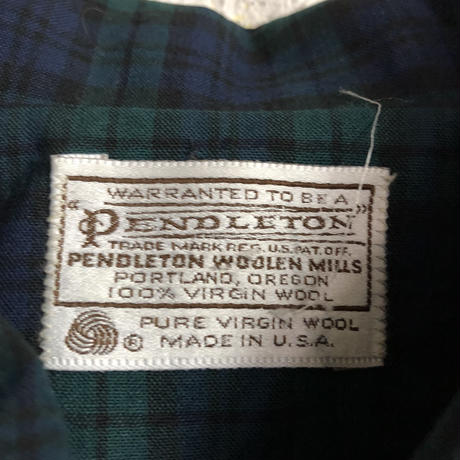 WARRANTED TO BE A
"PENDLETON"
TRADE MARK REG. U.S. PAT. OFF.
PENDLETON WOOLEN MILLS
PORTLAND, OREGON
100% VIRGIN WOOL
PURE VIRGIN WOOL
® MADE IN U.S.A.